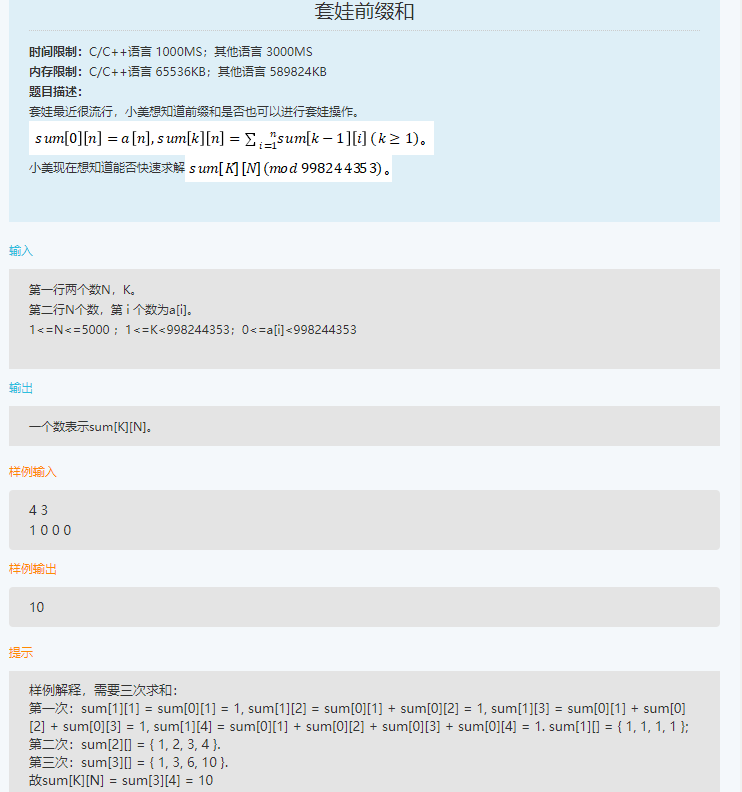 套娃前缀和
时间限制：C/C++语言 1000MS；其他语言 3000MS
内存限制：C/C++语言 65536KB；其他语言 589824KB
题目描述：
套娃最近很流行，小美想知道前缀和是否也可以进行套娃操作。
sum[0][n] = a[n], sum[k][n] = ∑ᵢ₌₁ⁿ sum[k − 1][i] (k ≥ 1)。
小美现在想知道能否快速求解 sum[K][N](mod 998244353)。
输入
第一行两个数N，K。
第二行N个数，第 i 个数为a[i]。
1<=N<=5000 ；1<=K<998244353；0<=a[i]<998244353
输出
一个数表示sum[K][N]。
样例输入
4 3
1 0 0 0
样例输出
10
提示
样例解释，需要三次求和：
第一次：sum[1][1] = sum[0][1] = 1, sum[1][2] = sum[0][1] + sum[0][2] = 1, sum[1][3] = sum[0][1] + sum[0]
[2] + sum[0][3] = 1, sum[1][4] = sum[0][1] + sum[0][2] + sum[0][3] + sum[0][4] = 1. sum[1][] = { 1, 1, 1, 1 };
第二次：sum[2][] = { 1, 2, 3, 4 }.
第三次：sum[3][] = { 1, 3, 6, 10 }.
故sum[K][N] = sum[3][4] = 10